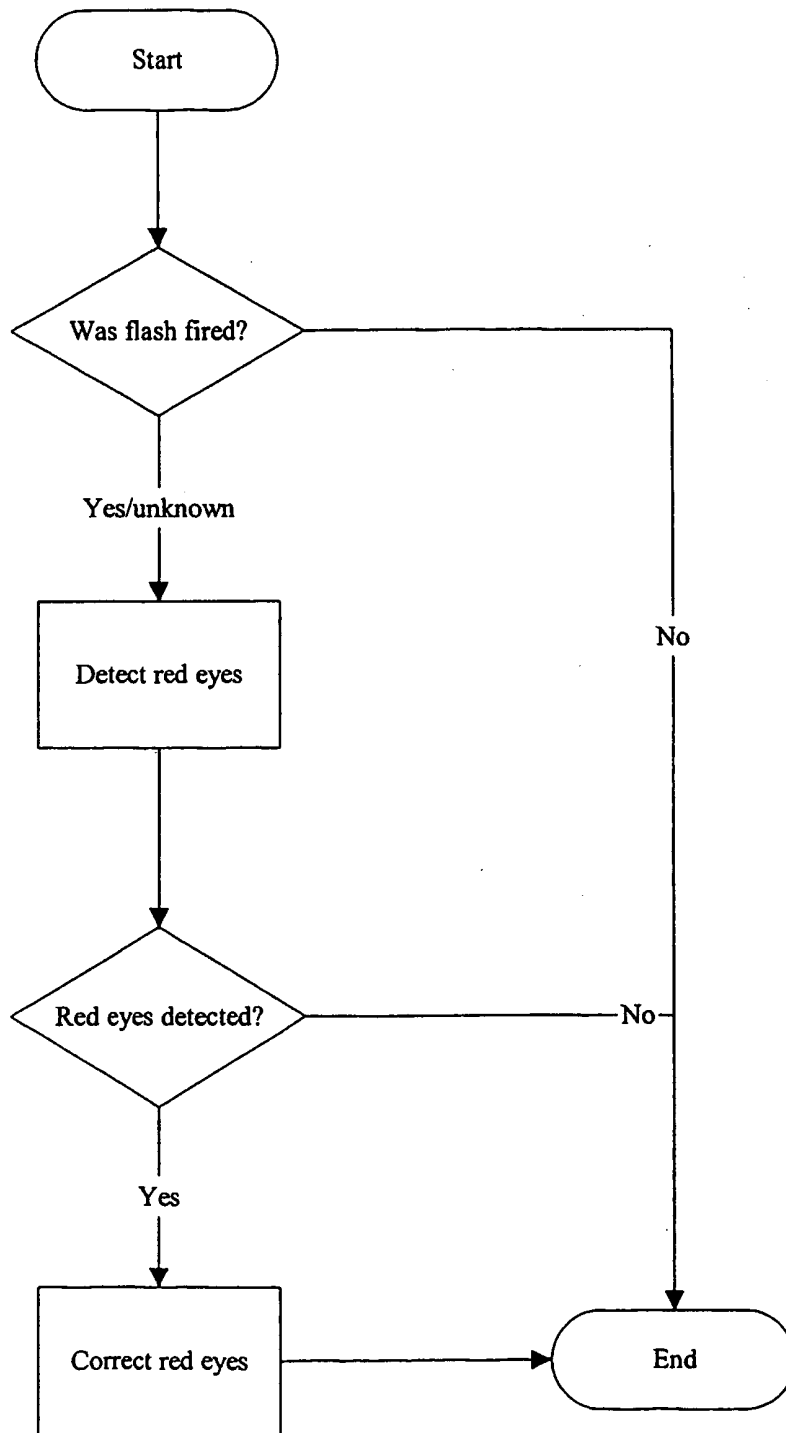 Start
Was flash fired?
Yes/unknown
No
Detect red eyes
Red eyes detected?
No
Yes
Correct red eyes
End